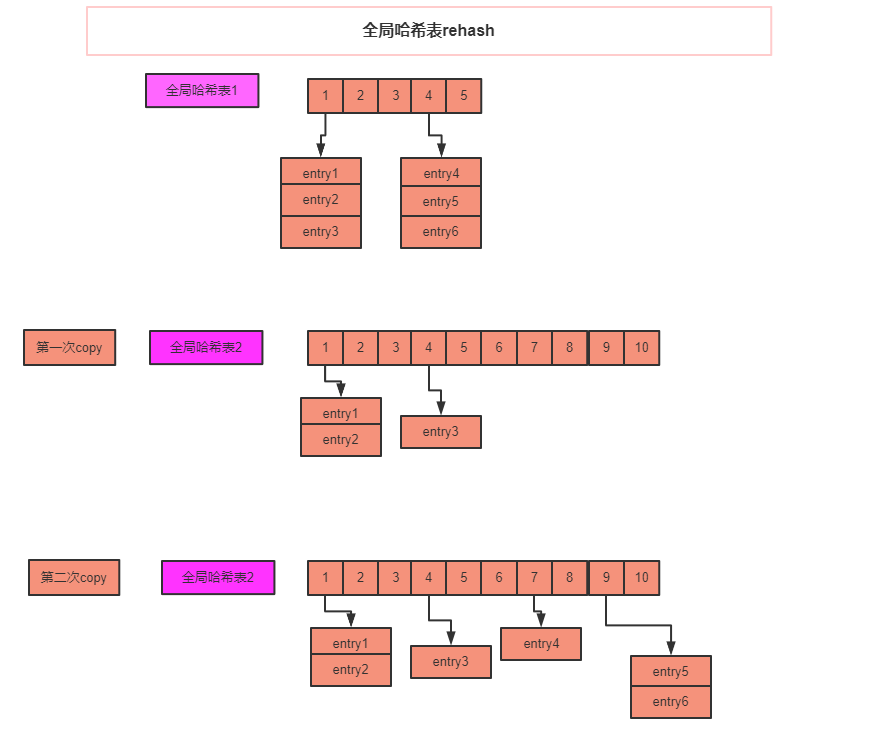 全局哈希表rehash
全局哈希表1
1 2 3 4 5
entry1 entry4
entry2 entry5
entry3 entry6
第一次copy 全局哈希表2 1 2 3 4 5 6 7 8 9 10
entry1
entry3
entry2
第二次copy 全局哈希表2 1 2 3 4 5 6 7 8 9 10
entry1 entry4
entry2 entry3
entry5
entry6